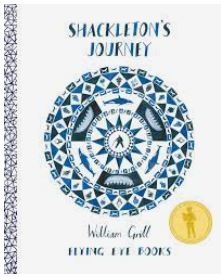 SHACKLETON'S
JOURNEY
William Grill
FLYING EYE BOOKS